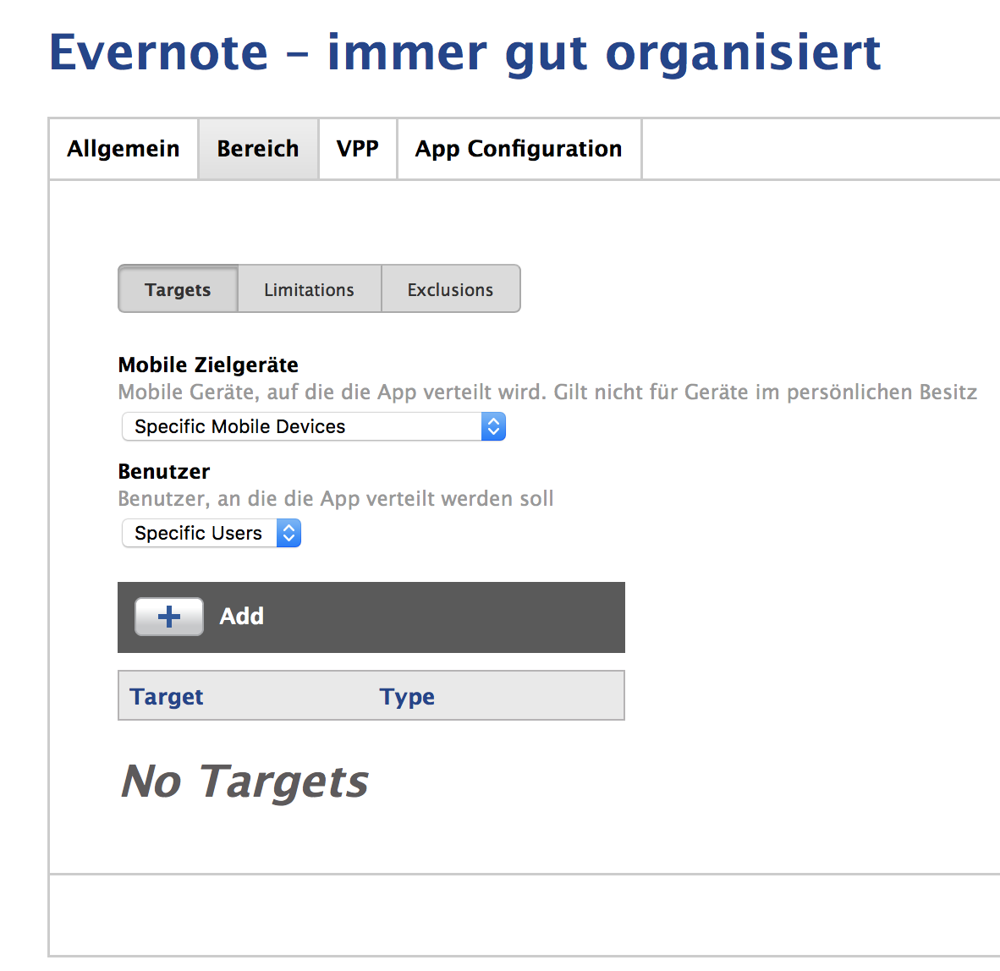 Evernote – immer gut organisiert
Allgemein Bereich VPP App Configuration
Targets Limitations Exclusions
Mobile Zielgeräte
Mobile Geräte, auf die die App verteilt wird. Gilt nicht für Geräte im persönlichen Besitz
Specific Mobile Devices
Benutzer
Benutzer, an die die App verteilt werden soll
Specific Users
Add
Target Type
No Targets